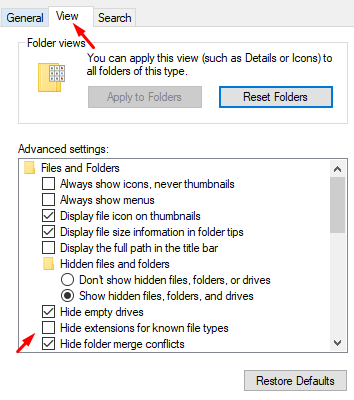 General View Search
Folder views
You can apply this view (such as Details or Icons) to
all folders of this type.
Apply to Folders Reset Folders
Advanced settings:
Files and Folders
Always show icons, never thumbnails
Always show menus
Display file icon on thumbnails
Display file size information in folder tips
Display the full path in the title bar
Hidden files and folders
Don't show hidden files, folders, or drives
Show hidden files, folders, and drives
Hide empty drives
Hide extensions for known file types
Hide folder merge conflicts
Restore Defaults